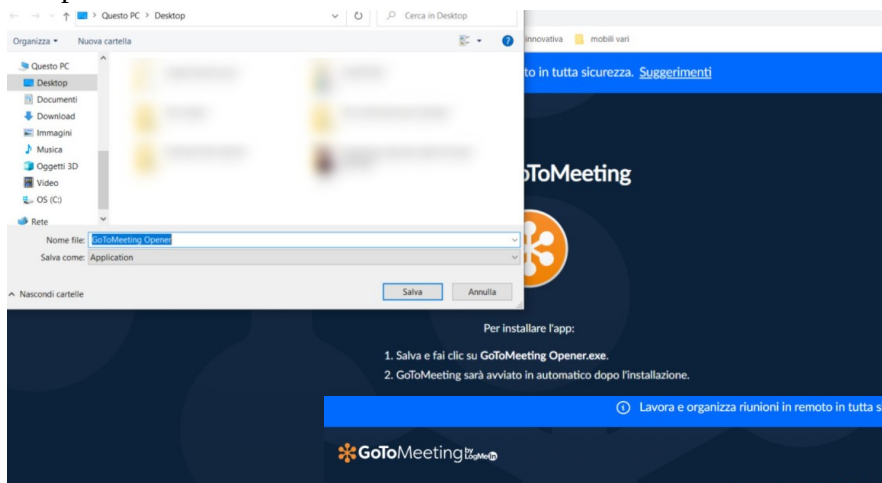 Questo PC > Desktop
Cerca in Desktop
Organizza
Nuova cartella
innovativa
mobili vari
Questo PC
Desktop
Documenti
Download
Immagini
Musica
Oggetti 3D
Video
OS (C:)
Rete
to in tutta sicurezza. Suggerimenti
oToMeeting
Nome file: GoToMeeting Opener
Salva come: Application
Nascondi cartelle
Salva
Annulla
Per installare l'app:
1. Salva e fai clic su GoToMeeting Opener.exe.
2. GoToMeeting sarà avviato in automatico dopo l'installazione.
Lavora e organizza riunioni in remoto in tutta s
GoToMeeting by LogMeIn